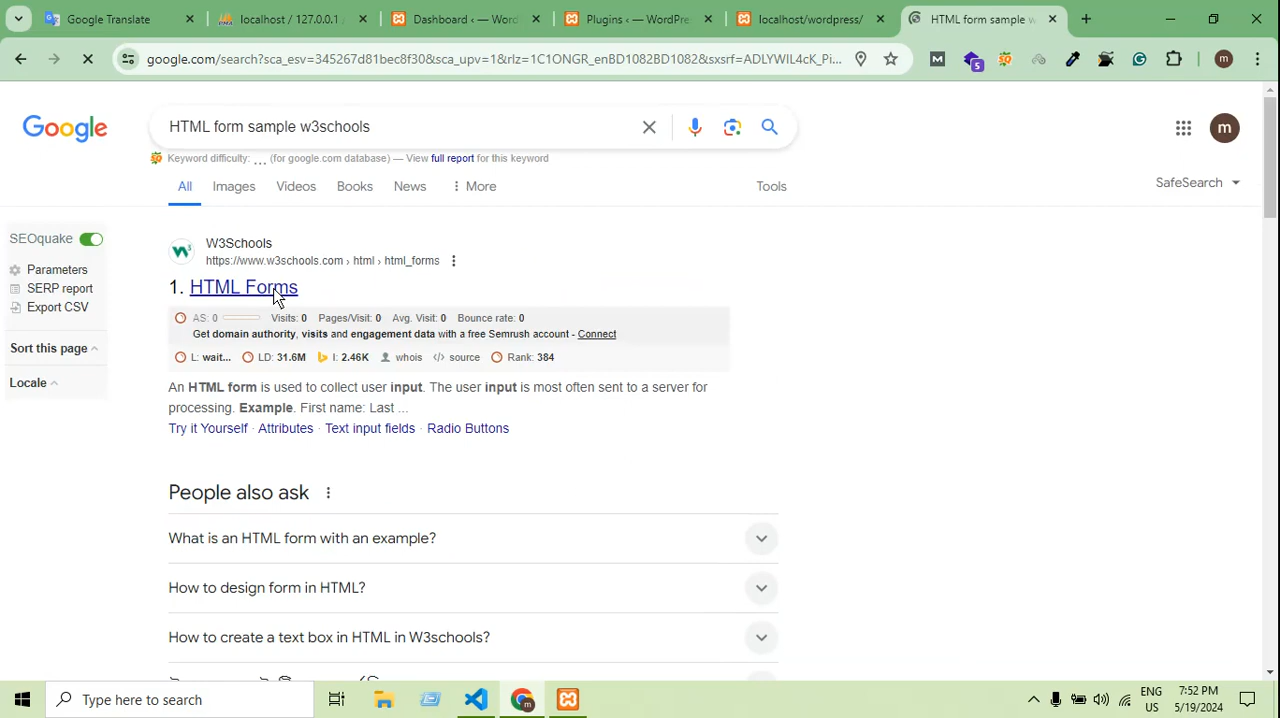 Google Translate
localhost / 127.0.0.1
Dashboard ‹ — Word
Plugins ‹ — WordPre
localhost/wordpress/
HTML form sample w
google.com/search?sa_esv=345267d81bec8f30&sca_upv=1&rlz=1C1ONGR_enBD1082BD1082&sxsrf=ADLYWIL4cK_Pi...
5
m
Google
HTML form sample w3schools
m
Keyword difficulty: ... (for google.com database) — View full report for this keyword
All
Images
Videos
Books
News
More
Tools
SafeSearch
SEOquake
Parameters
SERP report
Export CSV
Sort this page
Locale
W3Schools
https://www.w3schools.com › html › html_forms
1. HTML Forms
AS: 0 Visits: 0 Pages/Visit: 0 Avg. Visit: 0 Bounce rate: 0
Get domain authority, visits and engagement data with a free Semrush account - Connect
L: wait... LD: 31.6M I: 2.46K whois source Rank: 384
An HTML form is used to collect user input. The user input is most often sent to a server for
processing. Example. First name: Last ...
Try it Yourself · Attributes · Text input fields · Radio Buttons
People also ask
What is an HTML form with an example?
How to design form in HTML?
How to create a text box in HTML in W3schools?
Type here to search
ENG
US
7:52 PM
5/19/2024